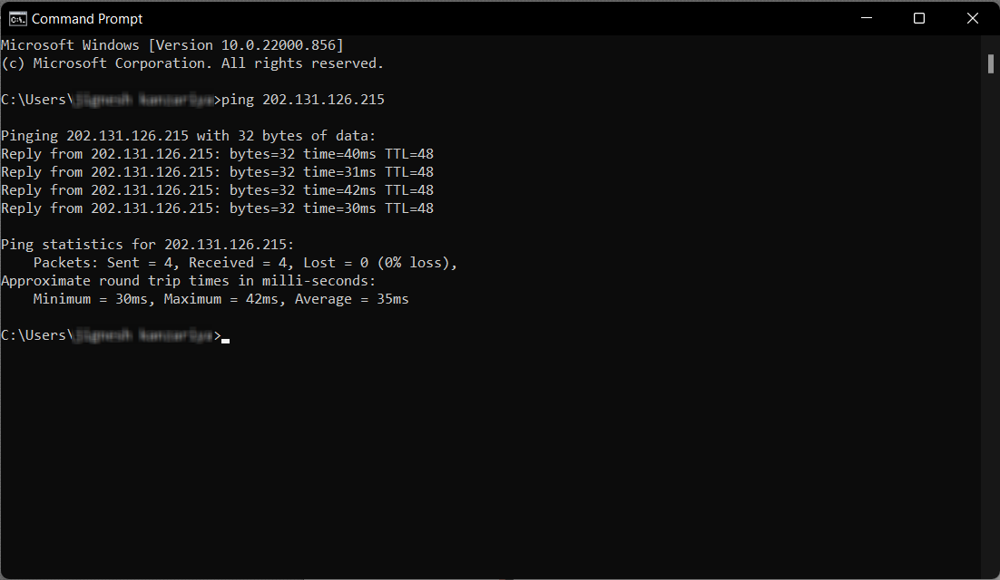 Command Prompt
Microsoft Windows [Version 10.0.22000.856]
(c) Microsoft Corporation. All rights reserved.
C:\Users\ >ping 202.131.126.215
Pinging 202.131.126.215 with 32 bytes of data:
Reply from 202.131.126.215: bytes=32 time=40ms TTL=48
Reply from 202.131.126.215: bytes=32 time=31ms TTL=48
Reply from 202.131.126.215: bytes=32 time=42ms TTL=48
Reply from 202.131.126.215: bytes=32 time=30ms TTL=48
Ping statistics for 202.131.126.215:
    Packets: Sent = 4, Received = 4, Lost = 0 (0% loss),
Approximate round trip times in milli-seconds:
    Minimum = 30ms, Maximum = 42ms, Average = 35ms
C:\Users\ >